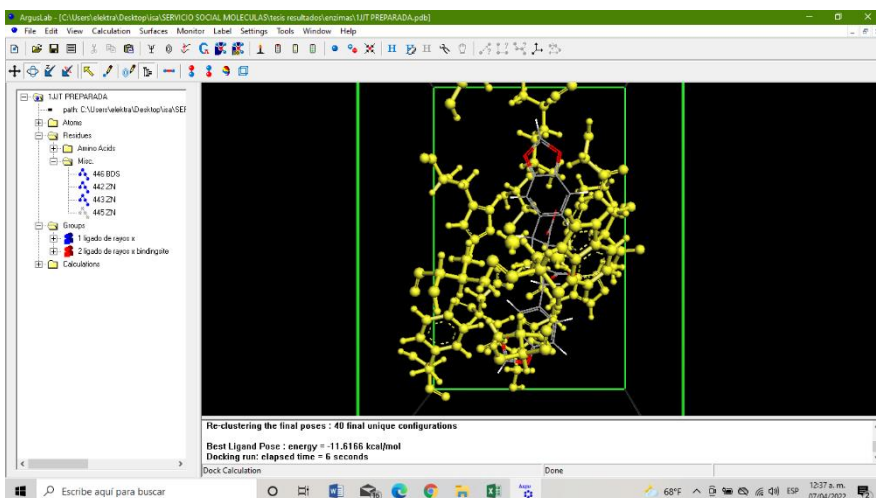 ArgusLab - [C:\Users\elektra\Desktop\isa\SERVICIO SOCIAL MOLECULAS\tesis resultados\enzimas\1JJT PREPARADA.pdb]
File Edit View Calculation Surfaces Monitor Label Settings Tools Window Help
1JJT PREPARADA
path: C:\Users\elektra\Desktop\isa\SEF
Atoms
Residues
Amino Acids
Misc.
446 BDS
442 ZN
443 ZN
445 ZN
Groups
1 ligado de rayos x
2 ligado de rayos x bindingsite
Calculations
Re-clustering the final poses : 40 final unique configurations
Best Ligand Pose : energy = -11.6166 kcal/mol
Docking run: elapsed time = 6 seconds
Dock Calculation
Done
Escribe aquí para buscar
68°F
ESP
12:37 a. m.
07/04/2022